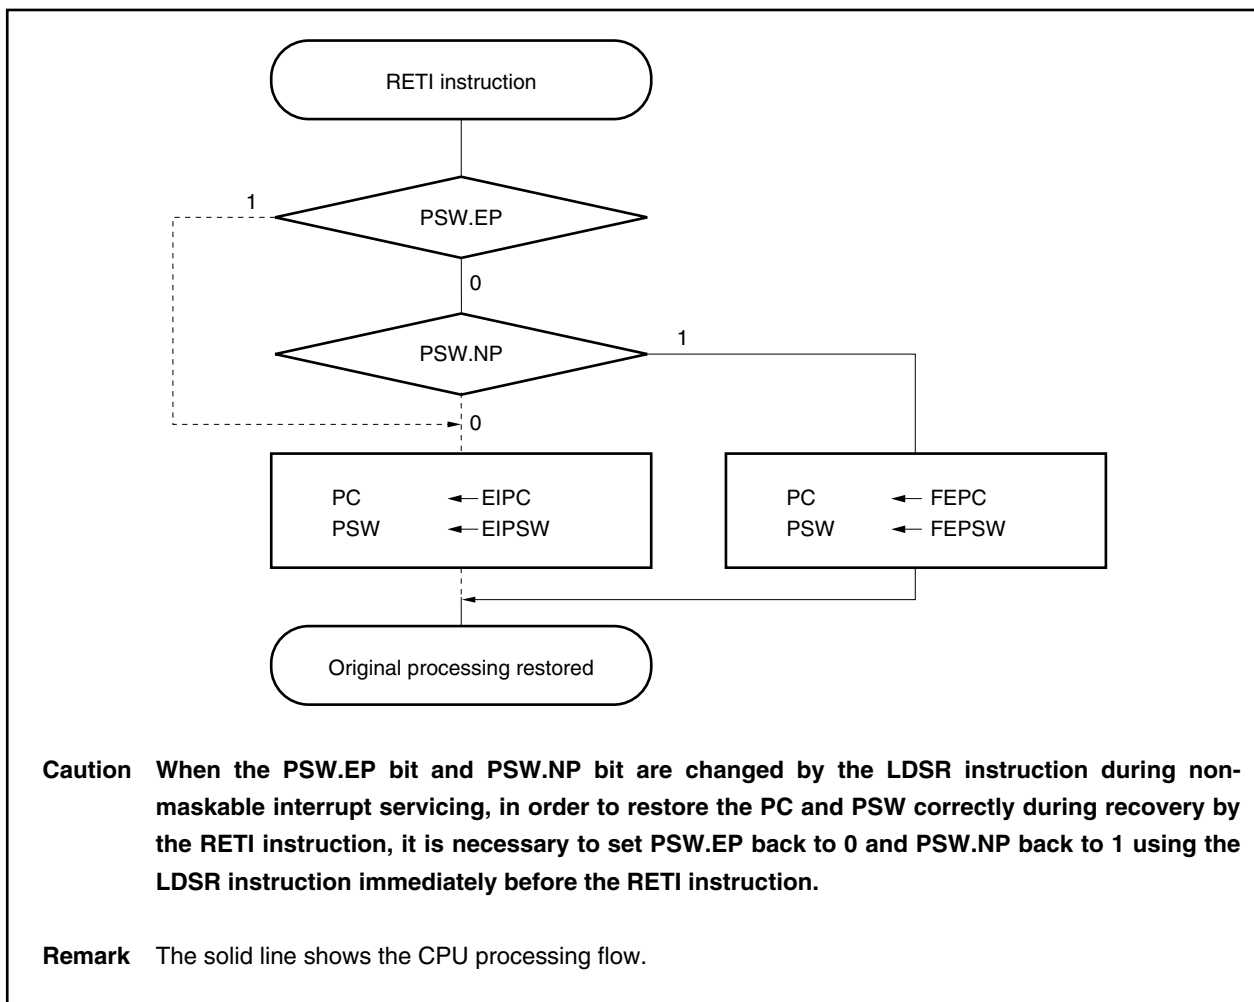 RETI instruction
1
PSW.EP
0
PSW.NP
1
0
PC ← EIPC
PSW ← EIPSW
PC ← FEPC
PSW ← FEPSW
Original processing restored
Caution When the PSW.EP bit and PSW.NP bit are changed by the LDSR instruction during non-
maskable interrupt servicing, in order to restore the PC and PSW correctly during recovery by
the RETI instruction, it is necessary to set PSW.EP back to 0 and PSW.NP back to 1 using the
LDSR instruction immediately before the RETI instruction.
Remark The solid line shows the CPU processing flow.